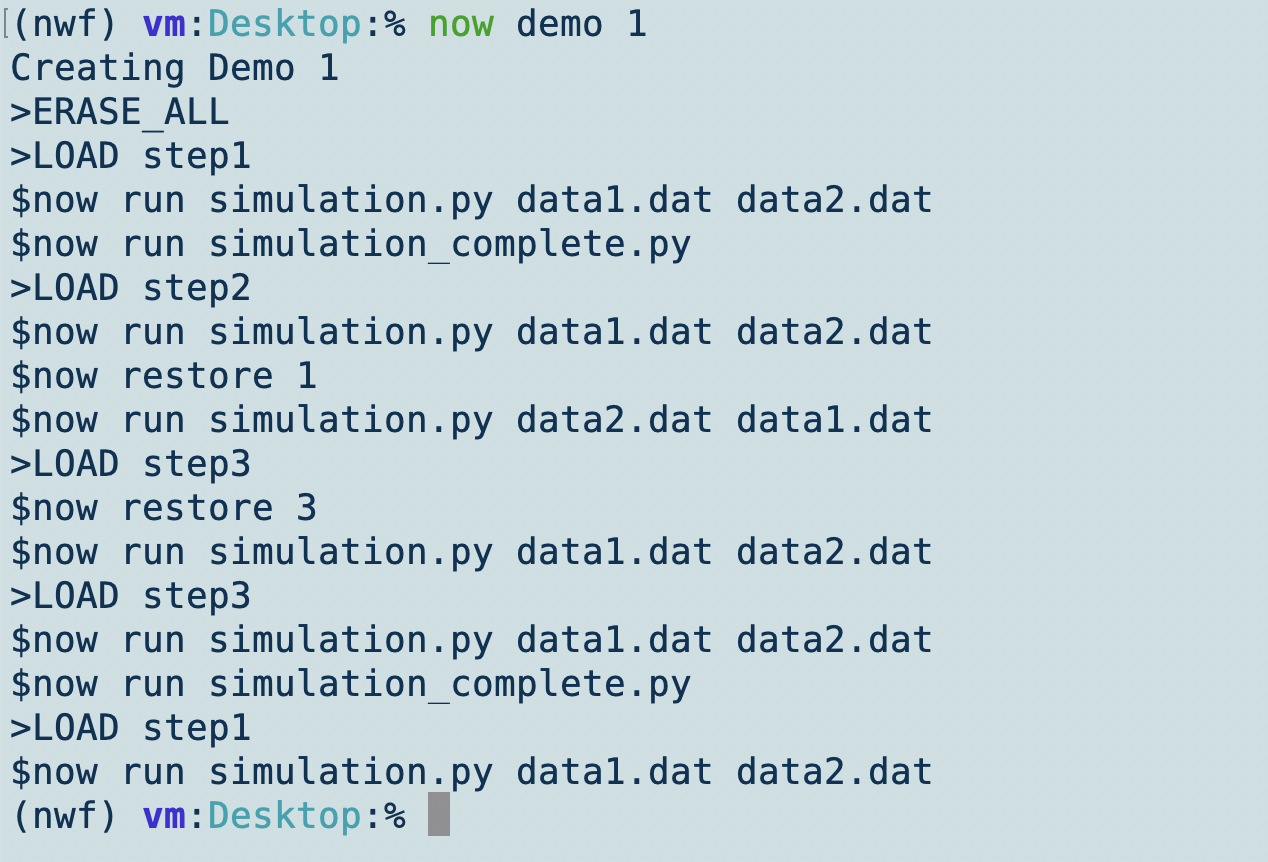 [(nwf) vm:Desktop:% now demo 1
Creating Demo 1
>ERASE_ALL
>LOAD step1
$now run simulation.py data1.dat data2.dat
$now run simulation_complete.py
>LOAD step2
$now run simulation.py data1.dat data2.dat
$now restore 1
$now run simulation.py data2.dat data1.dat
>LOAD step3
$now restore 3
$now run simulation.py data1.dat data2.dat
>LOAD step3
$now run simulation.py data1.dat data2.dat
$now run simulation_complete.py
>LOAD step1
$now run simulation.py data1.dat data2.dat
(nwf) vm:Desktop:%